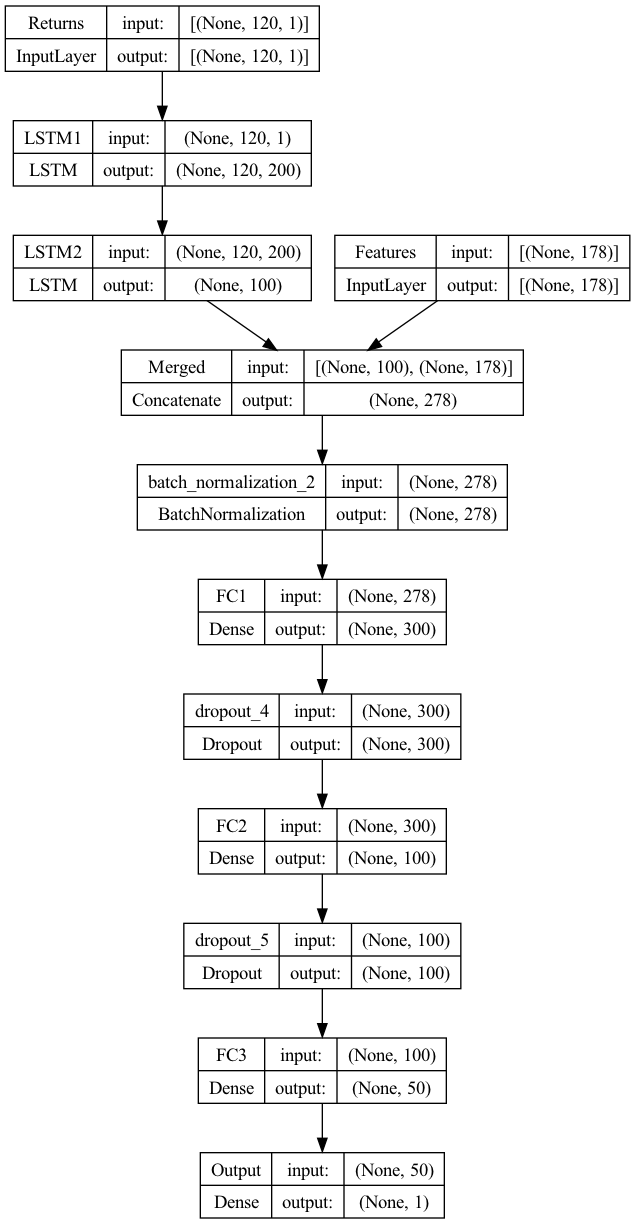 Returns input: [(None, 120, 1)]
InputLayer output: [(None, 120, 1)]
LSTM1 input: (None, 120, 1)
LSTM output: (None, 120, 200)
LSTM2 input: (None, 120, 200)
LSTM output: (None, 100)
Features input: [(None, 178)]
InputLayer output: [(None, 178)]
Merged input: [(None, 100), (None, 178)]
Concatenate output: (None, 278)
batch_normalization_2 input: (None, 278)
BatchNormalization output: (None, 278)
FC1 input: (None, 278)
Dense output: (None, 300)
dropout_4 input: (None, 300)
Dropout output: (None, 300)
FC2 input: (None, 300)
Dense output: (None, 100)
dropout_5 input: (None, 100)
Dropout output: (None, 100)
FC3 input: (None, 100)
Dense output: (None, 50)
Output input: (None, 50)
Dense output: (None, 1)